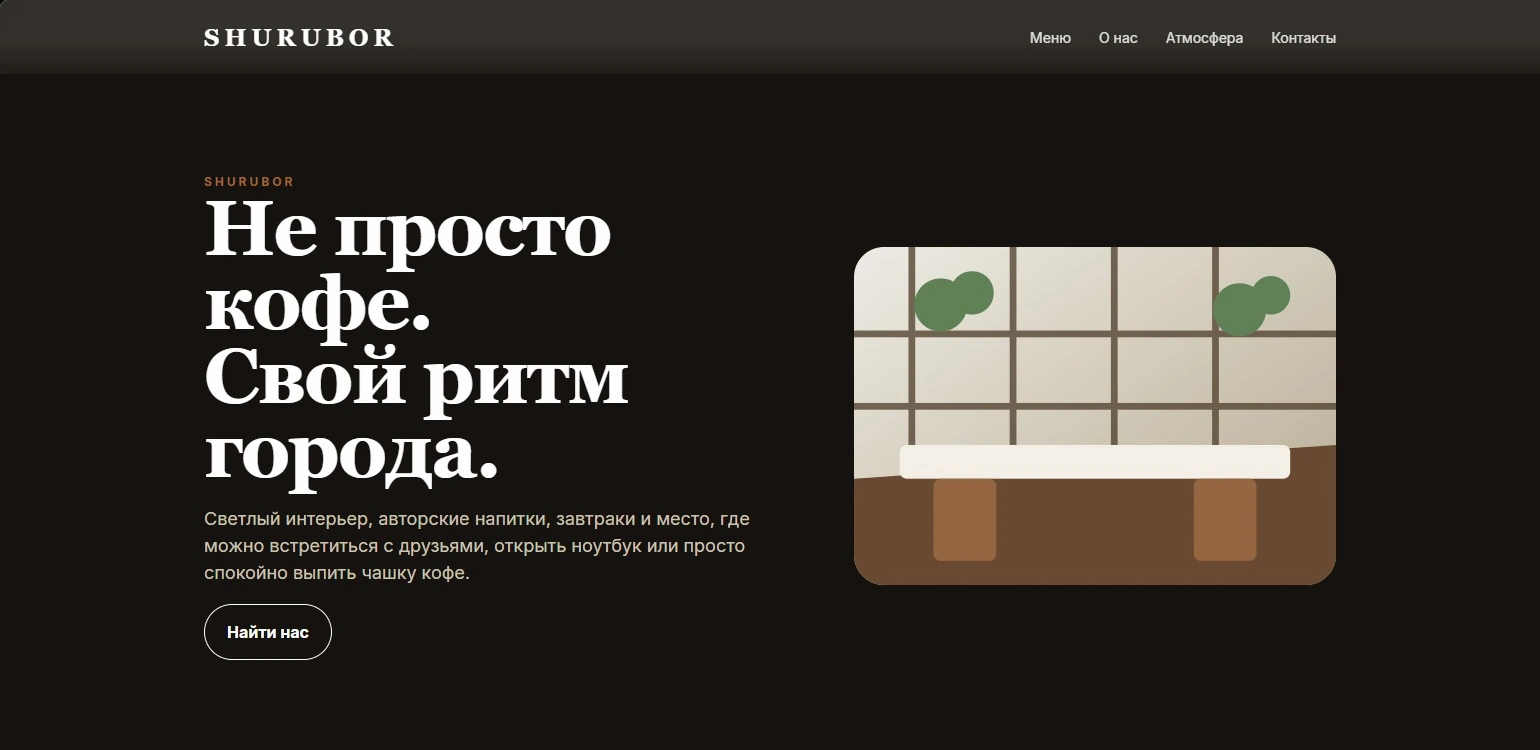 SHURUBOR
Меню О нас Атмосфера Контакты
SHURUBOR
Не просто
кофе.
Свой ритм
города.
Светлый интерьер, авторские напитки, завтраки и место, где
можно встретиться с друзьями, открыть ноутбук или просто
спокойно выпить чашку кофе.
Найти нас